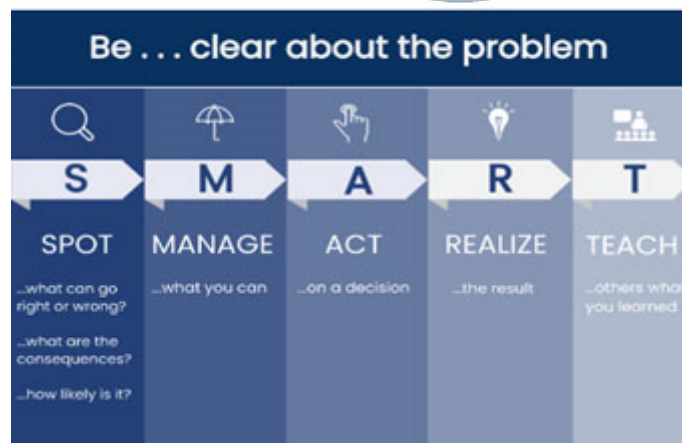 Be . . . clear about the problem
S
M
A
R
T
SPOT
...what can go
right or wrong?
...what are the
consequences?
...how likely is it?
MANAGE
...what you can
ACT
...on a decision
REALIZE
...the result
TEACH
...others what
you learned